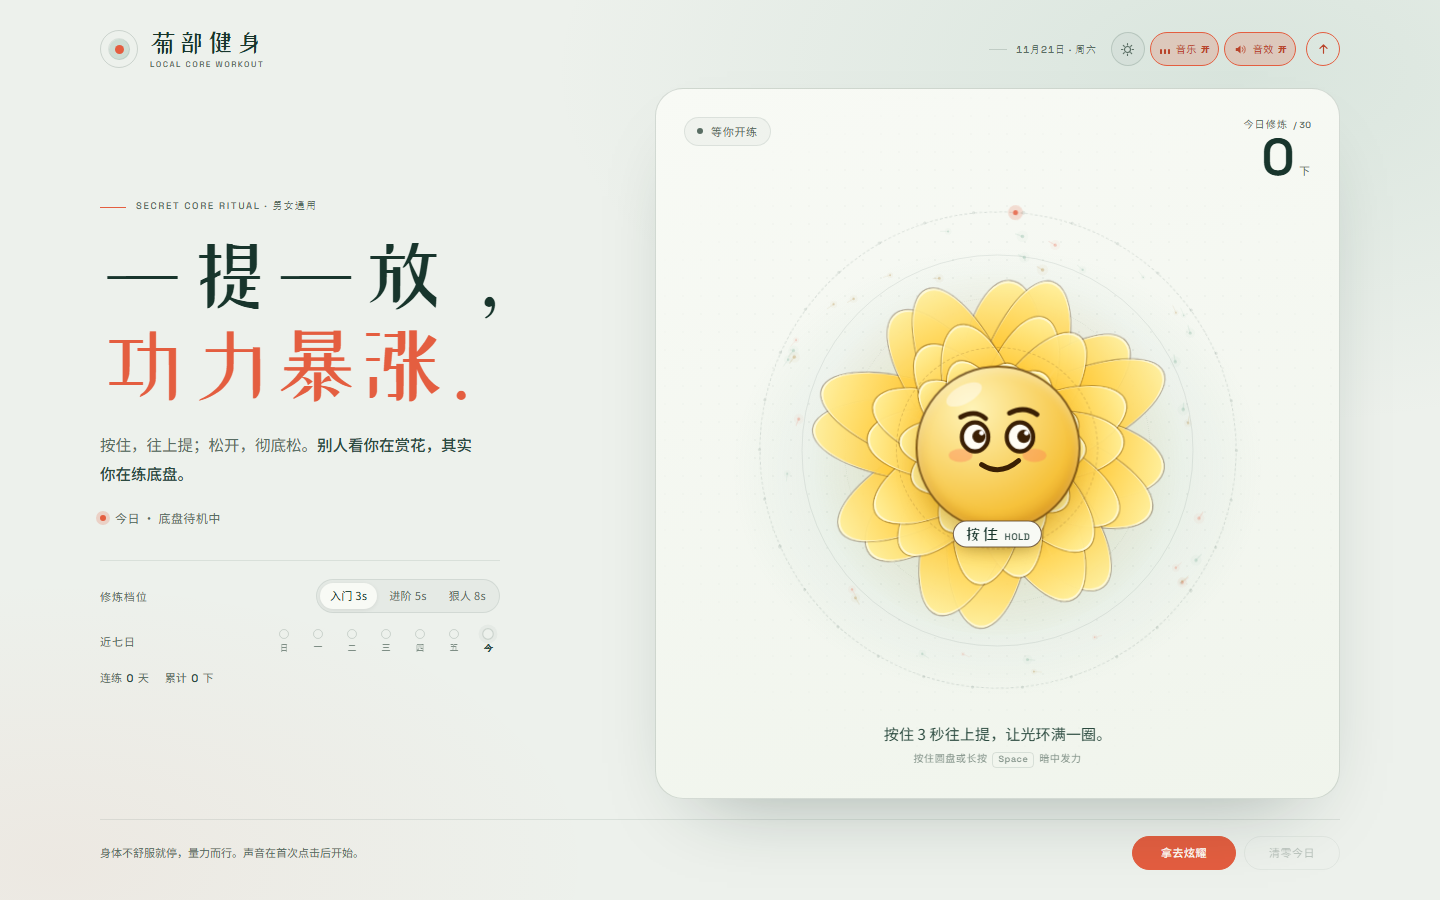 菊部健身
LOCAL CORE WORKOUT
11月21日 · 周六
音乐 开
音效 开
SECRET CORE RITUAL · 男女通用
一提一放，
功力暴涨.
按住，往上提；松开，彻底松。别人看你在赏花，其实
你在练底盘。
今日 · 底盘待机中
修炼档位
入门 3s 进阶 5s 狠人 8s
近七日
日 一 二 三 四 五 今
连练 0 天 累计 0 下
等你开练
今日修炼 / 30
0 下
按住 HOLD
按住 3 秒往上提，让光环满一圈。
按住圆盘或长按 Space 暗中发力
身体不舒服就停，量力而行。声音在首次点击后开始。
拿去炫耀
清零今日